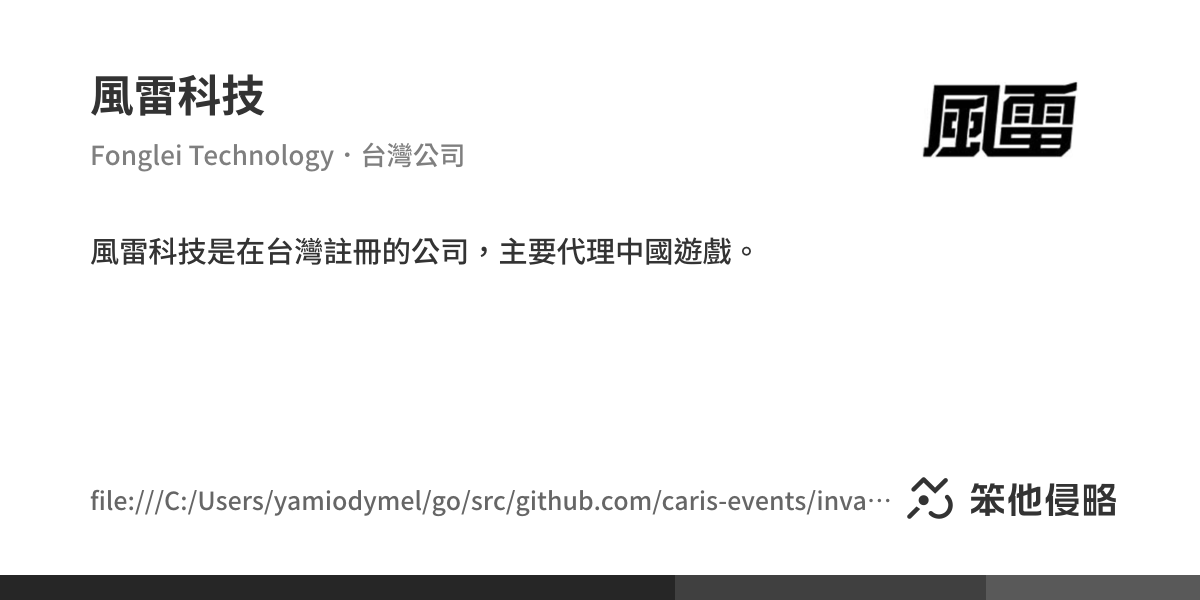 風雷科技
風雷
Fonglei Technology・台灣公司
風雷科技是在台灣註冊的公司，主要代理中國遊戲。
file:///C:/Users/yamiodymel/go/src/github.com/caris-events/inva…
笨他侵略